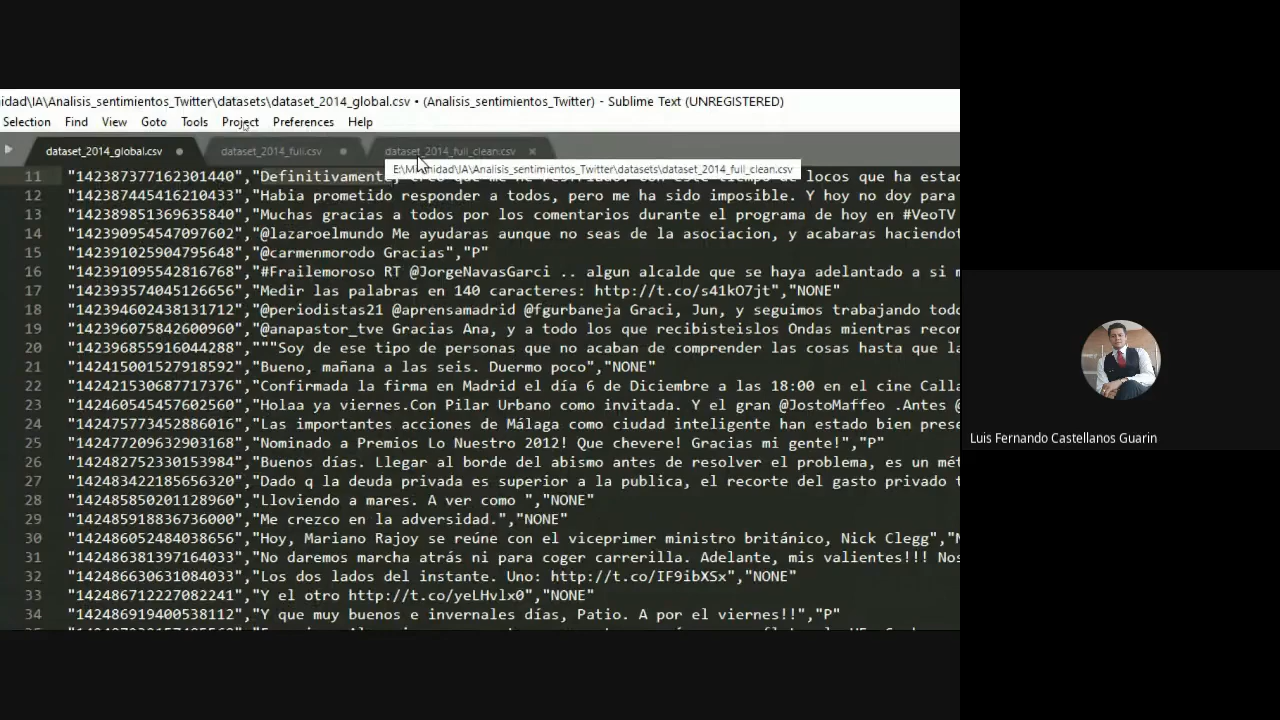 nidad\IA\Analisis_sentimientos_Twitter\datasets\dataset_2014_global.csv • (Analisis_sentimientos_Twitter) - Sublime Text (UNREGISTERED)
Selection Find View Goto Tools Project Preferences Help
dataset_2014_global.csv dataset_2014_full.csv dataset_2014_full_clean.csv
datasets\dataset_2014_full_clean.csv
11 "142387377162301440","Definitivamente, creo que me he locos que ha estad
12 "142387445416210433","Habia prometido responder a todos, pero me ha sido imposible. Y hoy no doy para
13 "142389851369635840","Muchas gracias a todos por los comentarios durante el programa de hoy en #VeoTV
14 "142390954547097602","@lazaroelmundo Me ayudaras aunque no seas de la asociacion, y acabaras haciendot
15 "142391025904795648","@carmenmorodo Gracias","P"
16 "142391095542816768","#Frailemoroso RT @JorgeNavasGarci .. algun alcalde que se haya adelantado a si m
17 "142393574045126656","Medir las palabras en 140 caracteres: http://t.co/s41kO7jt","NONE"
18 "142394602438131712","@periodistas21 @aprensamadrid @fgurbaneja Graci, Jun, y seguimos trabajando todo
19 "142396075842600960","@anapastor_tve Gracias Ana, y a todo los que recibisteislos Ondas mientras recor
20 "142396855916044288","""Soy de ese tipo de personas que no acaban de comprender las cosas hasta que la
21 "142415001527918592","Bueno, mañana a las seis. Duermo poco","NONE"
22 "142421530687717376","Confirmada la firma en Madrid el día 6 de Diciembre a las 18:00 en el cine Calla
23 "142460545457602560","Holaa ya viernes.Con Pilar Urbano como invitada. Y el gran @JostoMaffeo .Antes @
24 "142475773452886016","Las importantes acciones de Málaga como ciudad inteligente han estado bien prese
25 "142477209632903168","Nominado a Premios Lo Nuestro 2012! Que chevere! Gracias mi gente!","P"
26 "142482752330153984","Buenos días. Llegar al borde del abismo antes de resolver el problema, es un mét
27 "142483422185656320","Dado q la deuda privada es superior a la publica, el recorte del gasto privado t
28 "142485850201128960","Lloviendo a mares. A ver como ","NONE"
29 "142485918836736000","Me crezco en la adversidad.","NONE"
30 "142486052484038656","Hoy, Mariano Rajoy se reúne con el viceprimer ministro británico, Nick Clegg","N
31 "142486381397164033","No daremos marcha atrás ni para coger carrerilla. Adelante, mis valientes!!! Nos
32 "142486630631084033","Los dos lados del instante. Uno: http://t.co/IF9ibXSx","NONE"
33 "142486712227082241","Y el otro http://t.co/yeLHvlx0","NONE"
34 "142486919400538112","Y que muy buenos e invernales días, Patio. A por el viernes!!","P"
Luis Fernando Castellanos Guarin